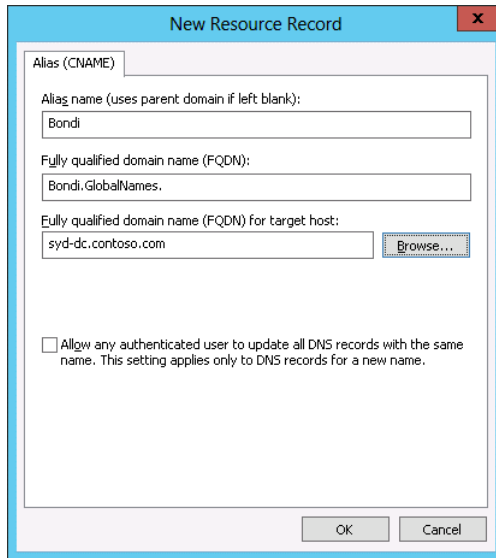 New Resource Record
x
Alias (CNAME)
Alias name (uses parent domain if left blank):
Bondi
Fully qualified domain name (FQDN):
Bondi.GlobalNames.
Fully qualified domain name (FQDN) for target host:
syd-dc.contoso.com
Browse...
Allow any authenticated user to update all DNS records with the same
name. This setting applies only to DNS records for a new name.
OK
Cancel